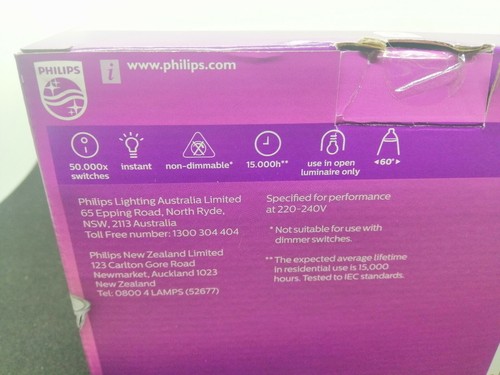 PHILIPS
i
www.philips.com
50.000x
switches
instant
non-dimmable*
15.000h**
use in open
luminaire only
60°
Philips Lighting Australia Limited
65 Epping Road, North Ryde,
NSW, 2113 Australia
Toll Free number: 1300 304 404
Philips New Zealand Limited
123 Carlton Gore Road
Newmarket, Auckland 1023
New Zealand
Tel: 0800 4 LAMPS (52677)
Specified for performance
at 220-240V
* Not suitable for use with
dimmer switches.
** The expected average lifetime
in residential use is 15,000
hours. Tested to IEC standards.